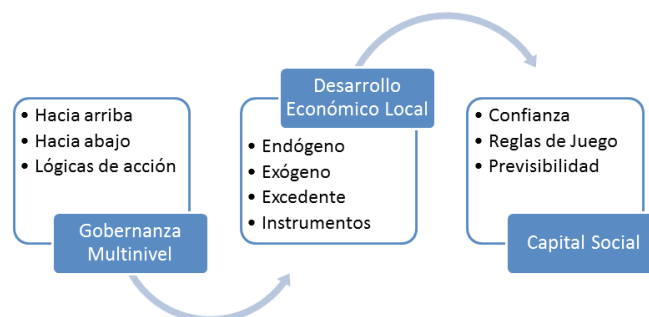 • Hacia arriba
• Hacia abajo
• Lógicas de acción
Gobernanza
Multinivel
Desarrollo
Económico Local
• Endógeno
• Exógeno
• Excedente
• Instrumentos
• Confianza
• Reglas de Juego
• Previsibilidad
Capital Social